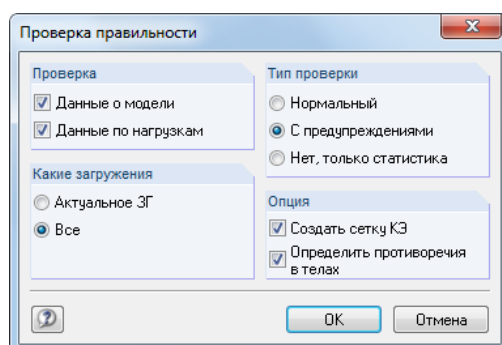 Проверка правильности
Проверка
Данные о модели
Данные по нагрузкам
Какие загружения
Актуальное ЗГ
Все
Тип проверки
Нормальный
С предупреждениями
Нет, только статистика
Опция
Создать сетку КЭ
Определить противоречия
в телах
OK
Отмена